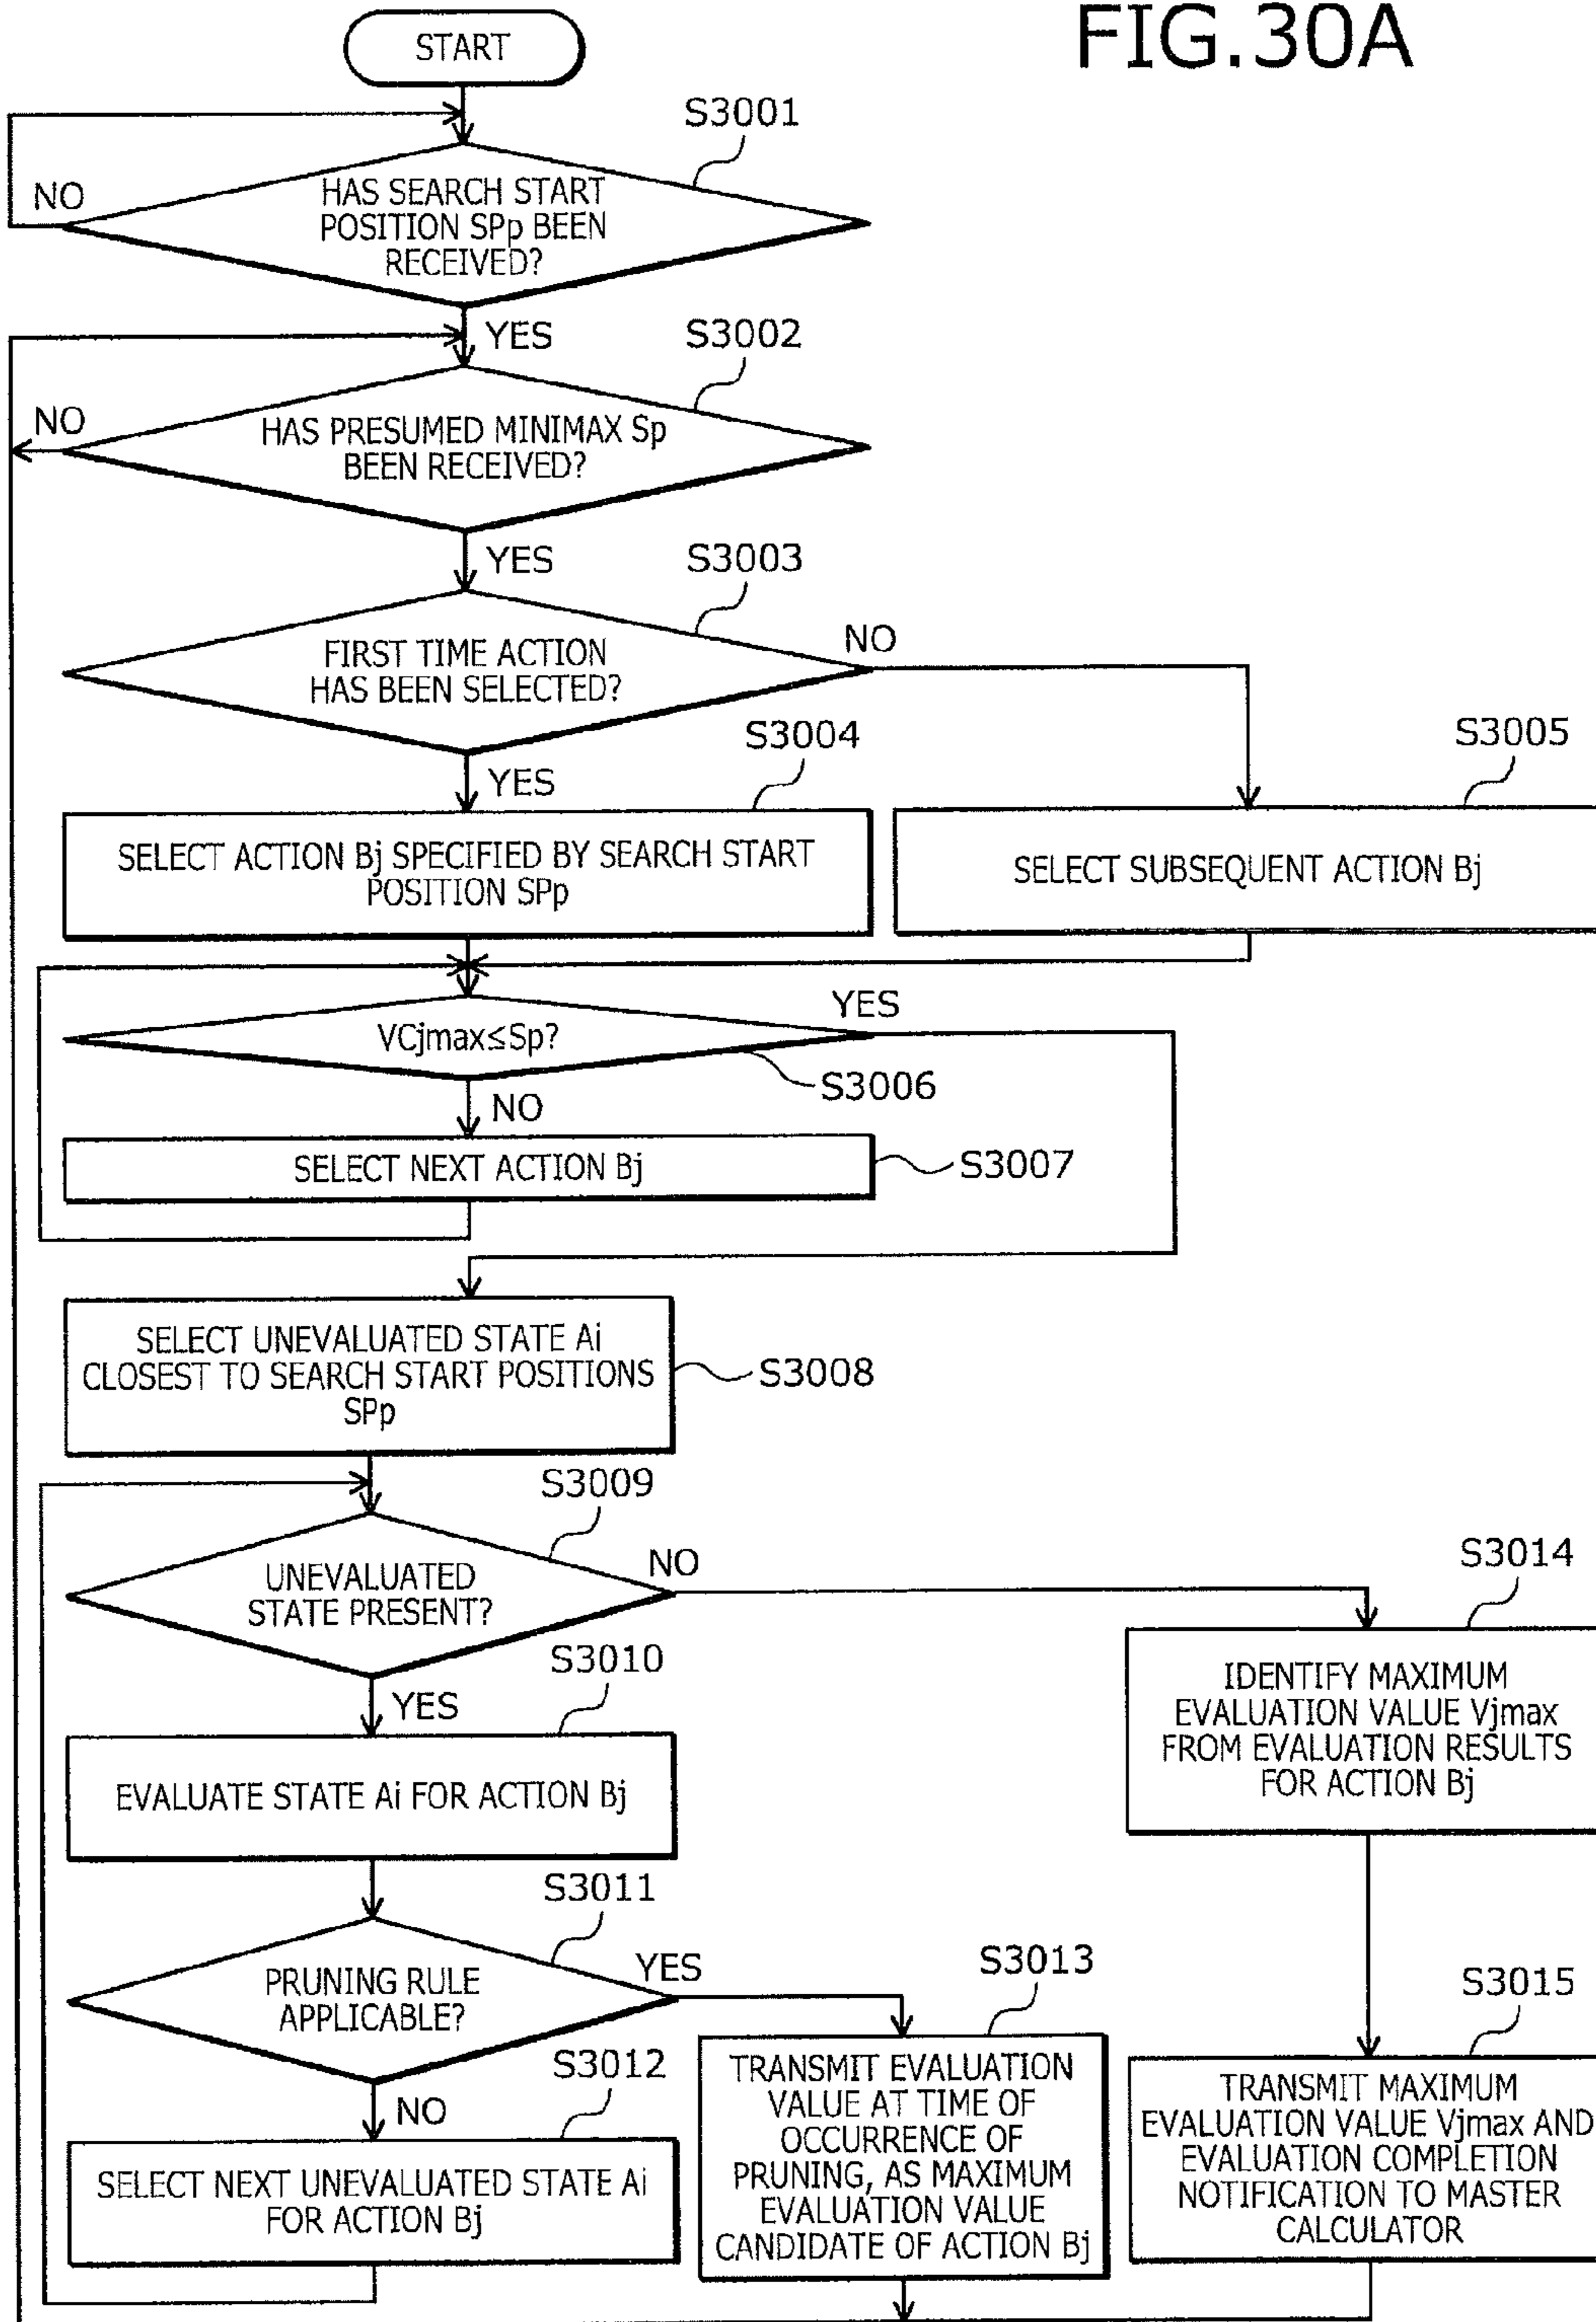 FIG.30A
START
S3001
NO
HAS SEARCH START
POSITION SPp BEEN
RECEIVED?
YES
S3002
NO
HAS PRESUMED MINIMAX Sp
BEEN RECEIVED?
YES
S3003
NO
FIRST TIME ACTION
HAS BEEN SELECTED?
S3004
S3005
YES
SELECT ACTION Bj SPECIFIED BY SEARCH START
POSITION SPp
SELECT SUBSEQUENT ACTION Bj
YES
VCjmax≤Sp?
S3006
NO
SELECT NEXT ACTION Bj
S3007
SELECT UNEVALUATED STATE Ai
CLOSEST TO SEARCH START POSITIONS
SPp
S3008
S3009
NO
UNEVALUATED
STATE PRESENT?
S3014
S3010
YES
IDENTIFY MAXIMUM
EVALUATION VALUE Vjmax
FROM EVALUATION RESULTS
FOR ACTION Bj
EVALUATE STATE Ai FOR ACTION Bj
S3011
YES
PRUNING RULE
APPLICABLE?
S3013
S3015
S3012
NO
SELECT NEXT UNEVALUATED STATE Ai
FOR ACTION Bj
TRANSMIT EVALUATION
VALUE AT TIME OF
OCCURRENCE OF
PRUNING, AS MAXIMUM
EVALUATION VALUE
CANDIDATE OF ACTION Bj
TRANSMIT MAXIMUM
EVALUATION VALUE Vjmax AND
EVALUATION COMPLETION
NOTIFICATION TO MASTER
CALCULATOR